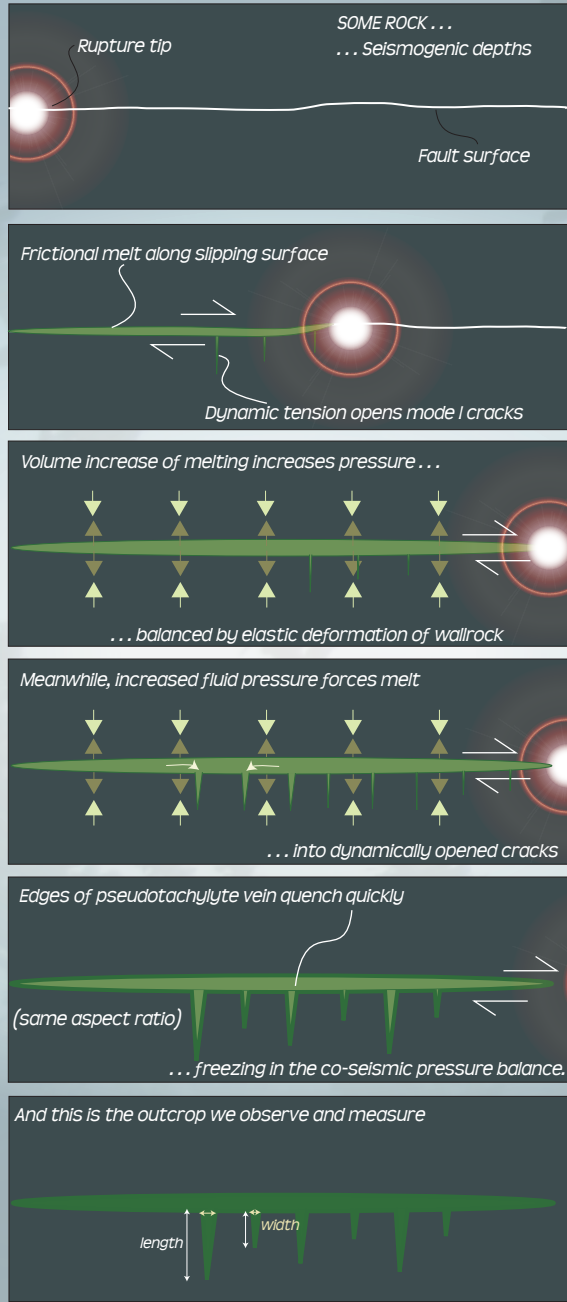 SOME ROCK ...
... Seismogenic depths
Rupture tip
Fault surface
Frictional melt along slipping surface
Dynamic tension opens mode I cracks
Volume increase of melting increases pressure ...
... balanced by elastic deformation of wallrock
Meanwhile, increased fluid pressure forces melt
... into dynamically opened cracks
Edges of pseudotachylyte vein quench quickly
(same aspect ratio)
... freezing in the co-seismic pressure balance.
And this is the outcrop we observe and measure
width
length